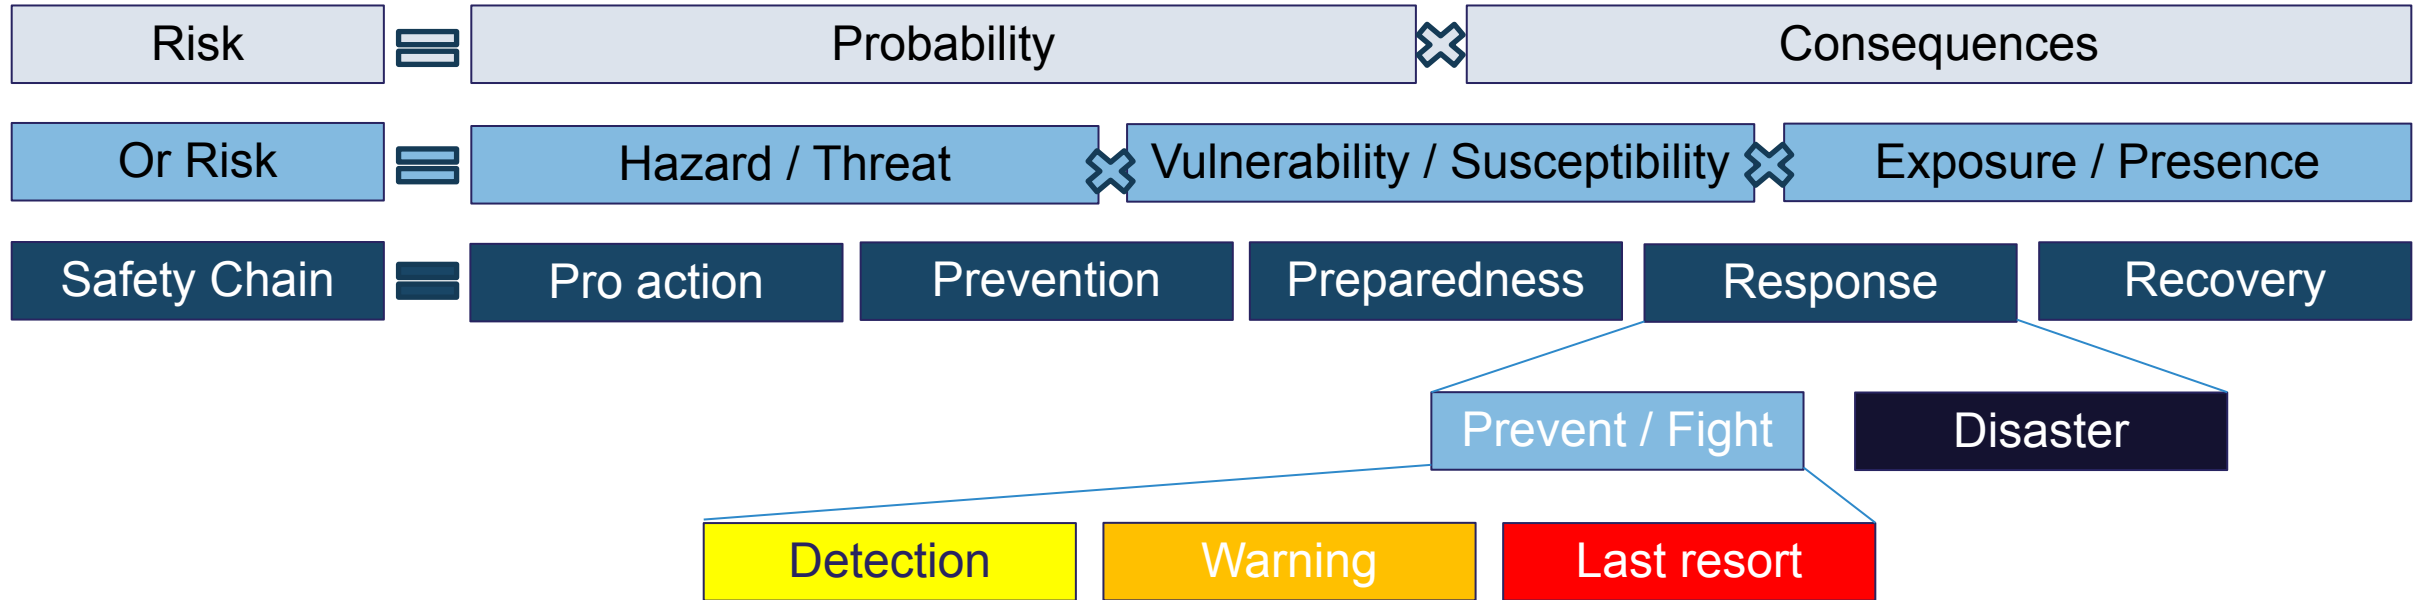 Risk = Probability × Consequences
Or Risk = Hazard / Threat × Vulnerability / Susceptibility × Exposure / Presence
Safety Chain = Pro action Prevention Preparedness Response Recovery
Prevent / Fight Disaster
Detection Warning Last resort